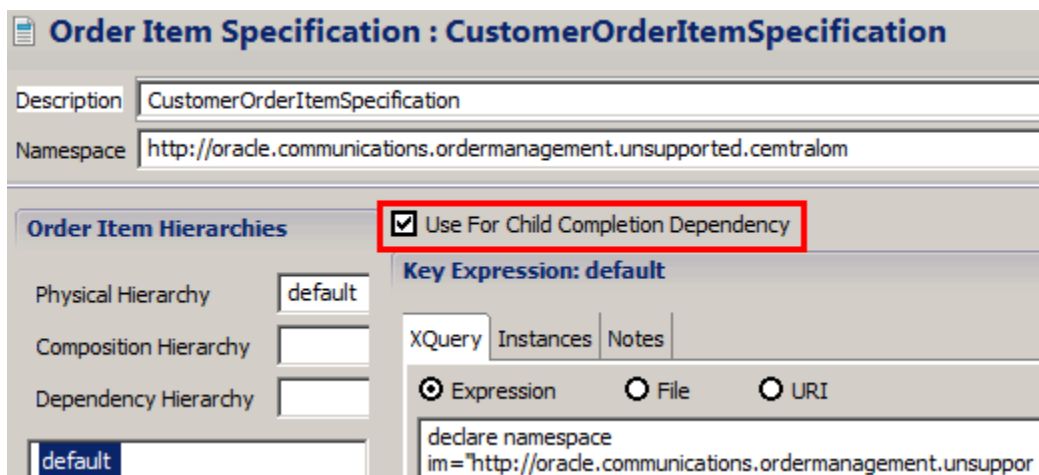 Order Item Specification : CustomerOrderItemSpecification
Description CustomerOrderItemSpecification
Namespace http://oracle.communications.ordermanagement.unsupported.cemtralom
Order Item Hierarchies
Use For Child Completion Dependency
Key Expression: default
Physical Hierarchy default
Composition Hierarchy
Dependency Hierarchy
default
XQuery Instances Notes
Expression File URI
declare namespace
im="http://oracle.communications.ordermanagement.unsuppor